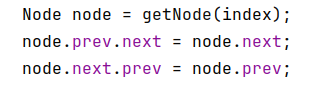 Node node = getNode(index);
node.prev.next = node.next;
node.next.prev = node.prev;